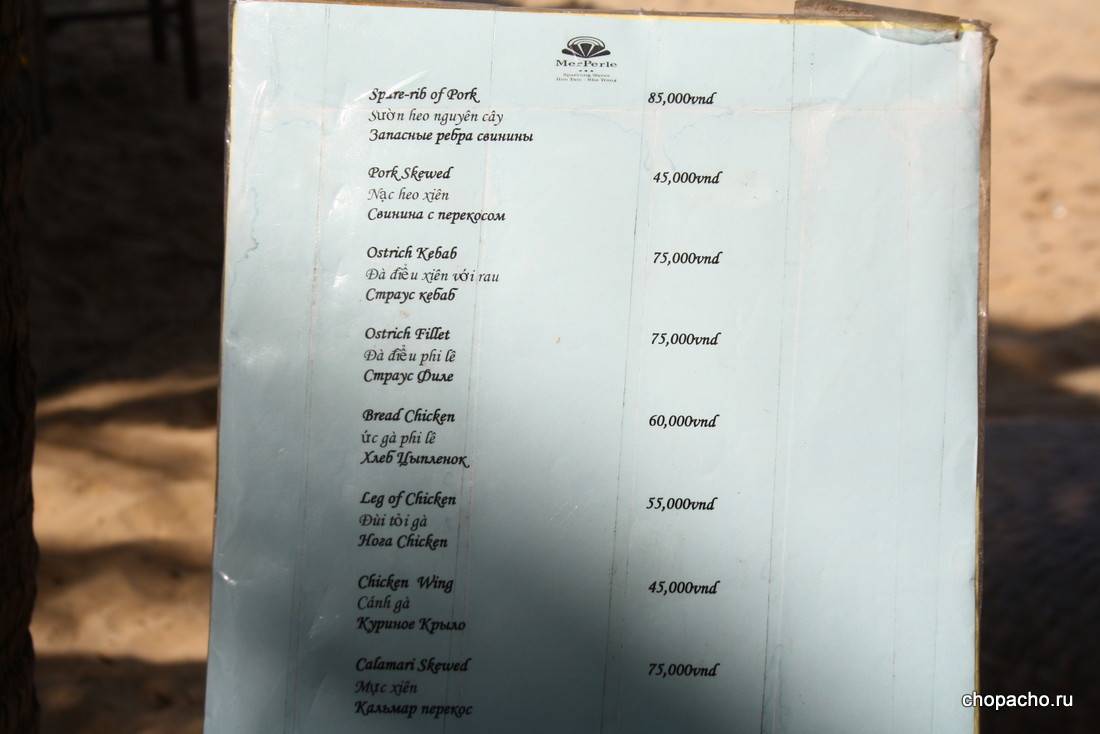 MerPerle
Spare-rib of Pork 85,000vnd
Sườn heo nguyên cây
Запасные ребра свинины
Pork Skewed 45,000vnd
Nạc heo xiên
Свинина с перекосом
Ostrich Kebab 75,000vnd
Đà điểu xiên với rau
Страус кебаб
Ostrich Fillet 75,000vnd
Đà điểu phi lê
Страус Филе
Bread Chicken 60,000vnd
ức gà phi lê
Хлеб Цыпленок
Leg of Chicken 55,000vnd
Đùi tỏi gà
Нога Chicken
Chicken Wing 45,000vnd
Cánh gà
Куриное Крыло
Calamari Skewed 75,000vnd
Mực xiên
Кальмар перекос
chopacho.ru